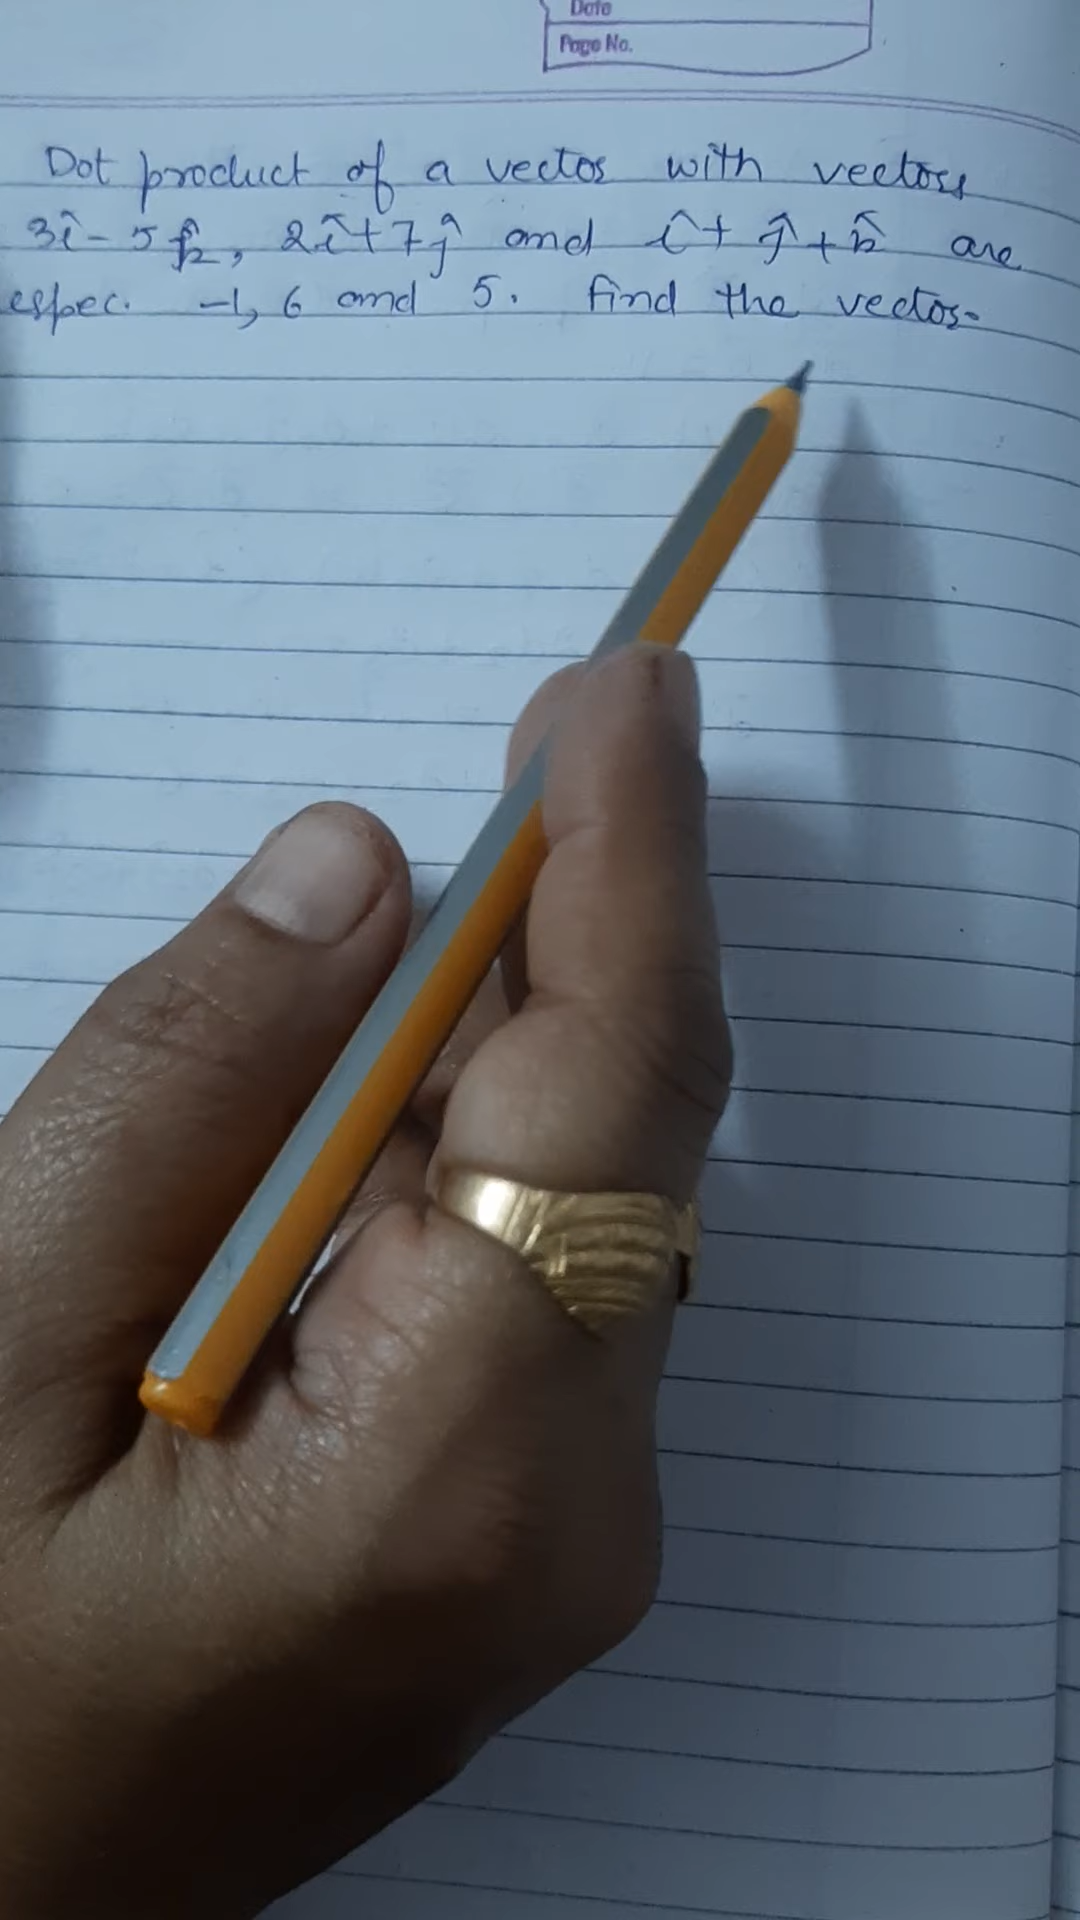 Date
Page No.
Dot product of a vector with vectors
3î - 5k̂, 2î + 7ĵ and î + ĵ + k̂ are
espec. -1, 6 and 5. find the vector.